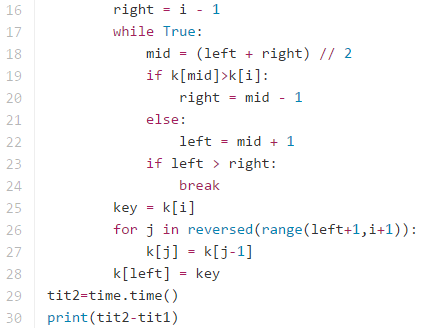 16        right = i - 1
17        while True:
18            mid = (left + right) // 2
19            if k[mid]>k[i]:
20                right = mid - 1
21            else:
22                left = mid + 1
23            if left > right:
24                break
25        key = k[i]
26        for j in reversed(range(left+1,i+1)):
27            k[j] = k[j-1]
28        k[left] = key
29 tit2=time.time()
30 print(tit2-tit1)